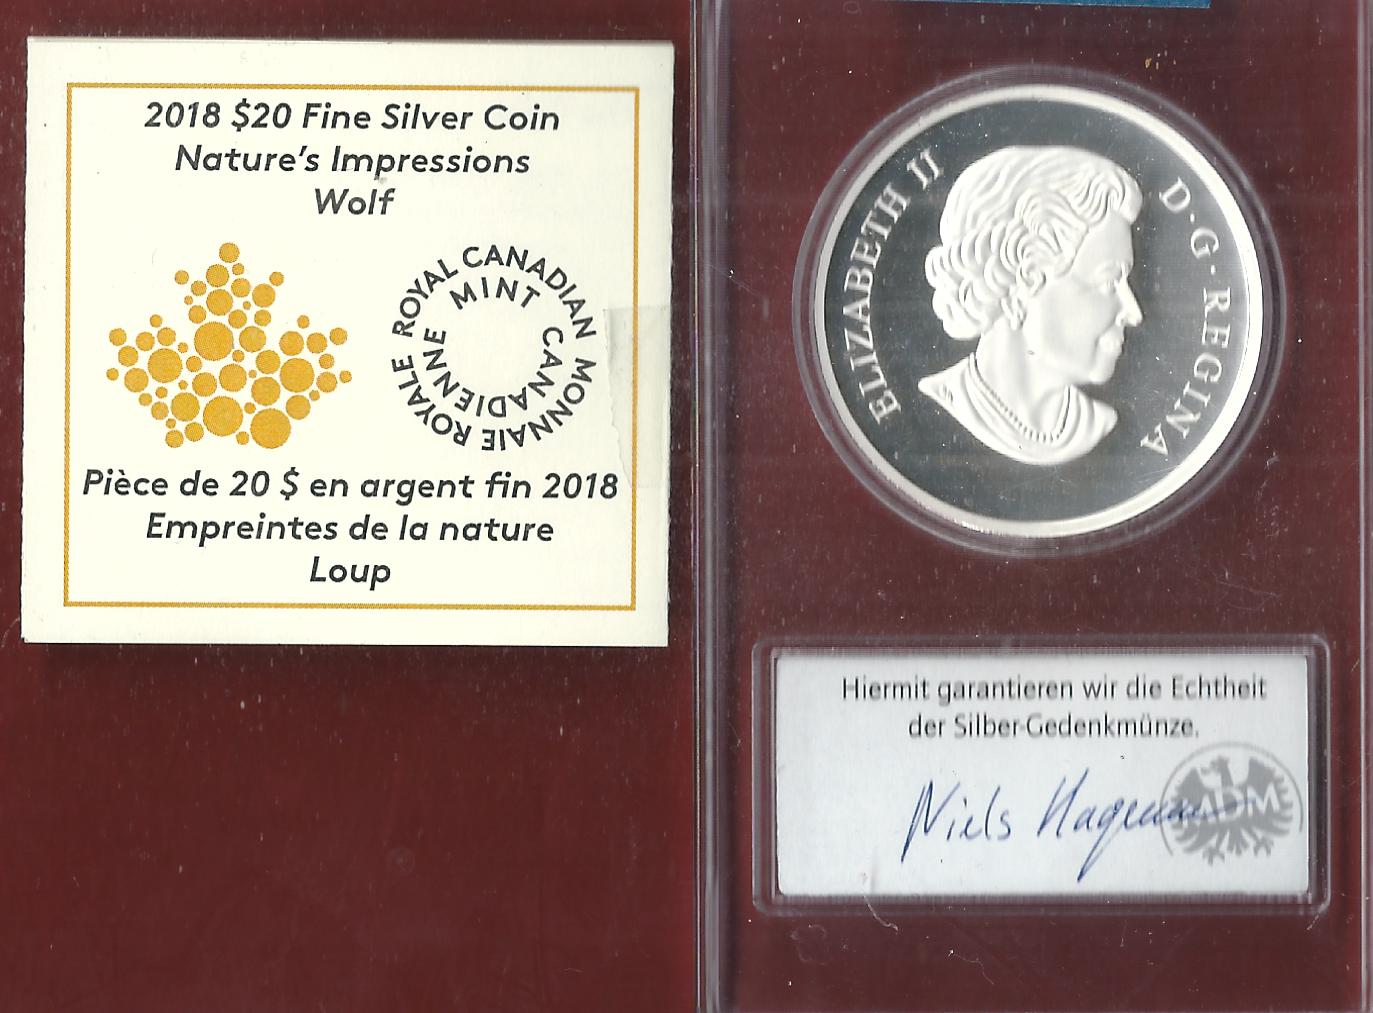 2018 $20 Fine Silver Coin
Nature's Impressions
Wolf
ROYAL CANADIAN MINT
MONNAIE ROYALE CANADIENNE
Pièce de 20 $ en argent fin 2018
Empreintes de la nature
Loup
ELIZABETH II
D·G·REGINA
Hiermit garantieren wir die Echtheit
der Silber-Gedenkmünze.
Niels
MDM